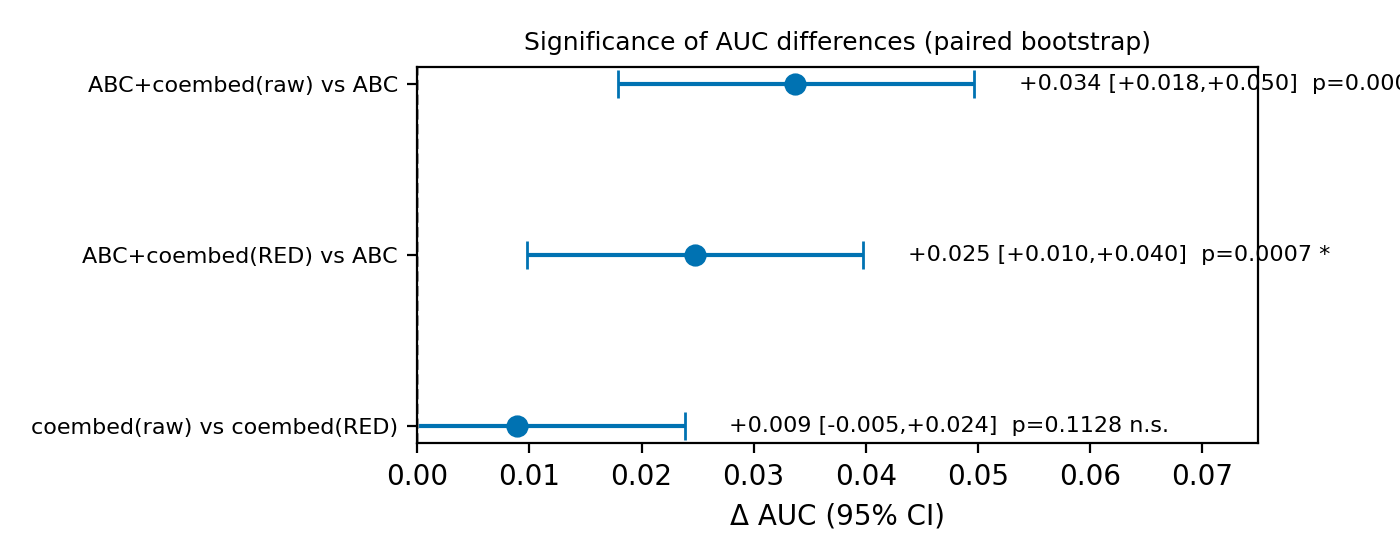 Significance of AUC differences (paired bootstrap)
ABC+coembed(raw) vs ABC
+0.034 [+0.018,+0.050]  p=0.000
ABC+coembed(RED) vs ABC
+0.025 [+0.010,+0.040]  p=0.0007 *
coembed(raw) vs coembed(RED)
+0.009 [-0.005,+0.024]  p=0.1128 n.s.
0.00 0.01 0.02 0.03 0.04 0.05 0.06 0.07
Δ AUC (95% CI)